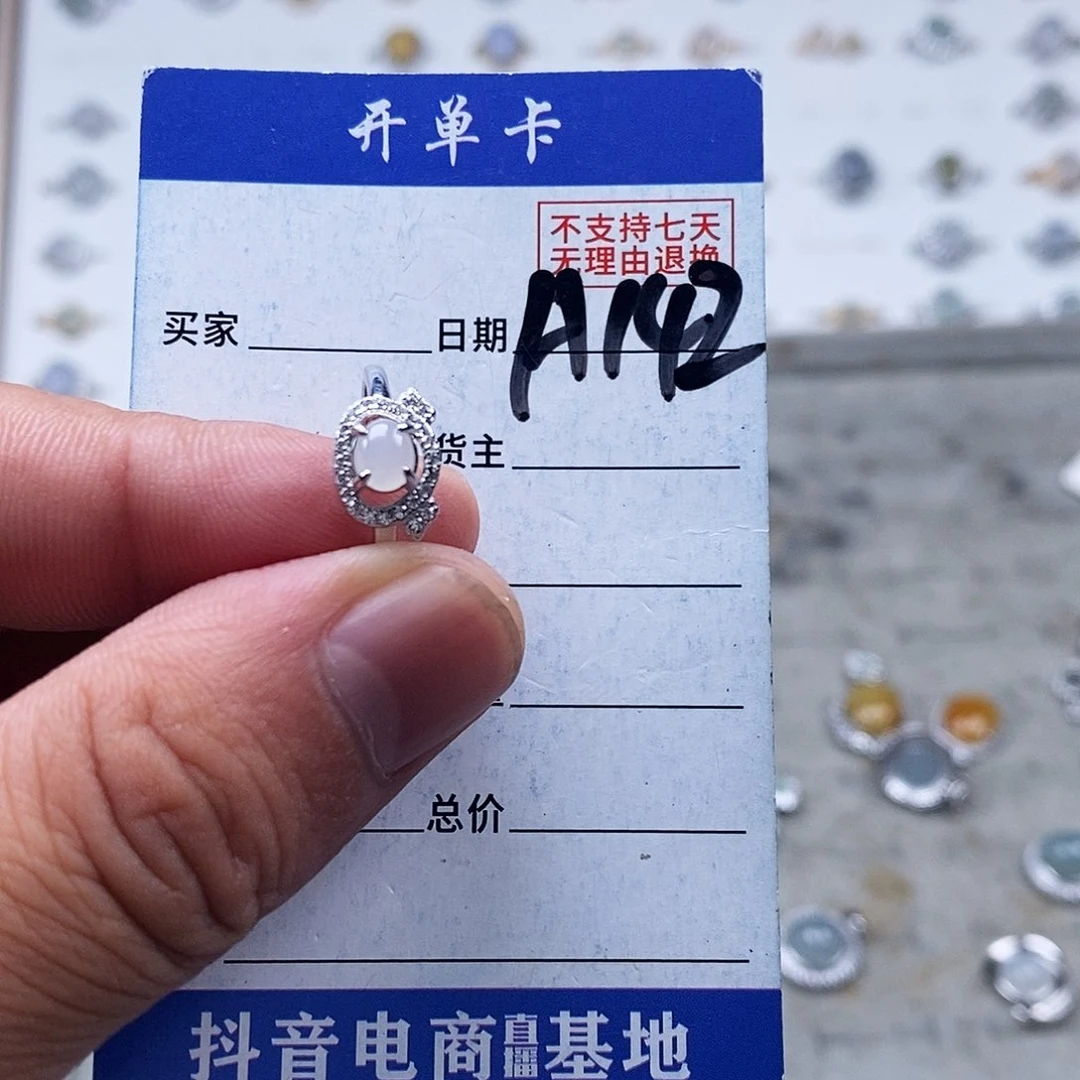 开单卡
不支持七天
无理由退换
买家 日期 A142
货主
总价
抖音电商直播基地